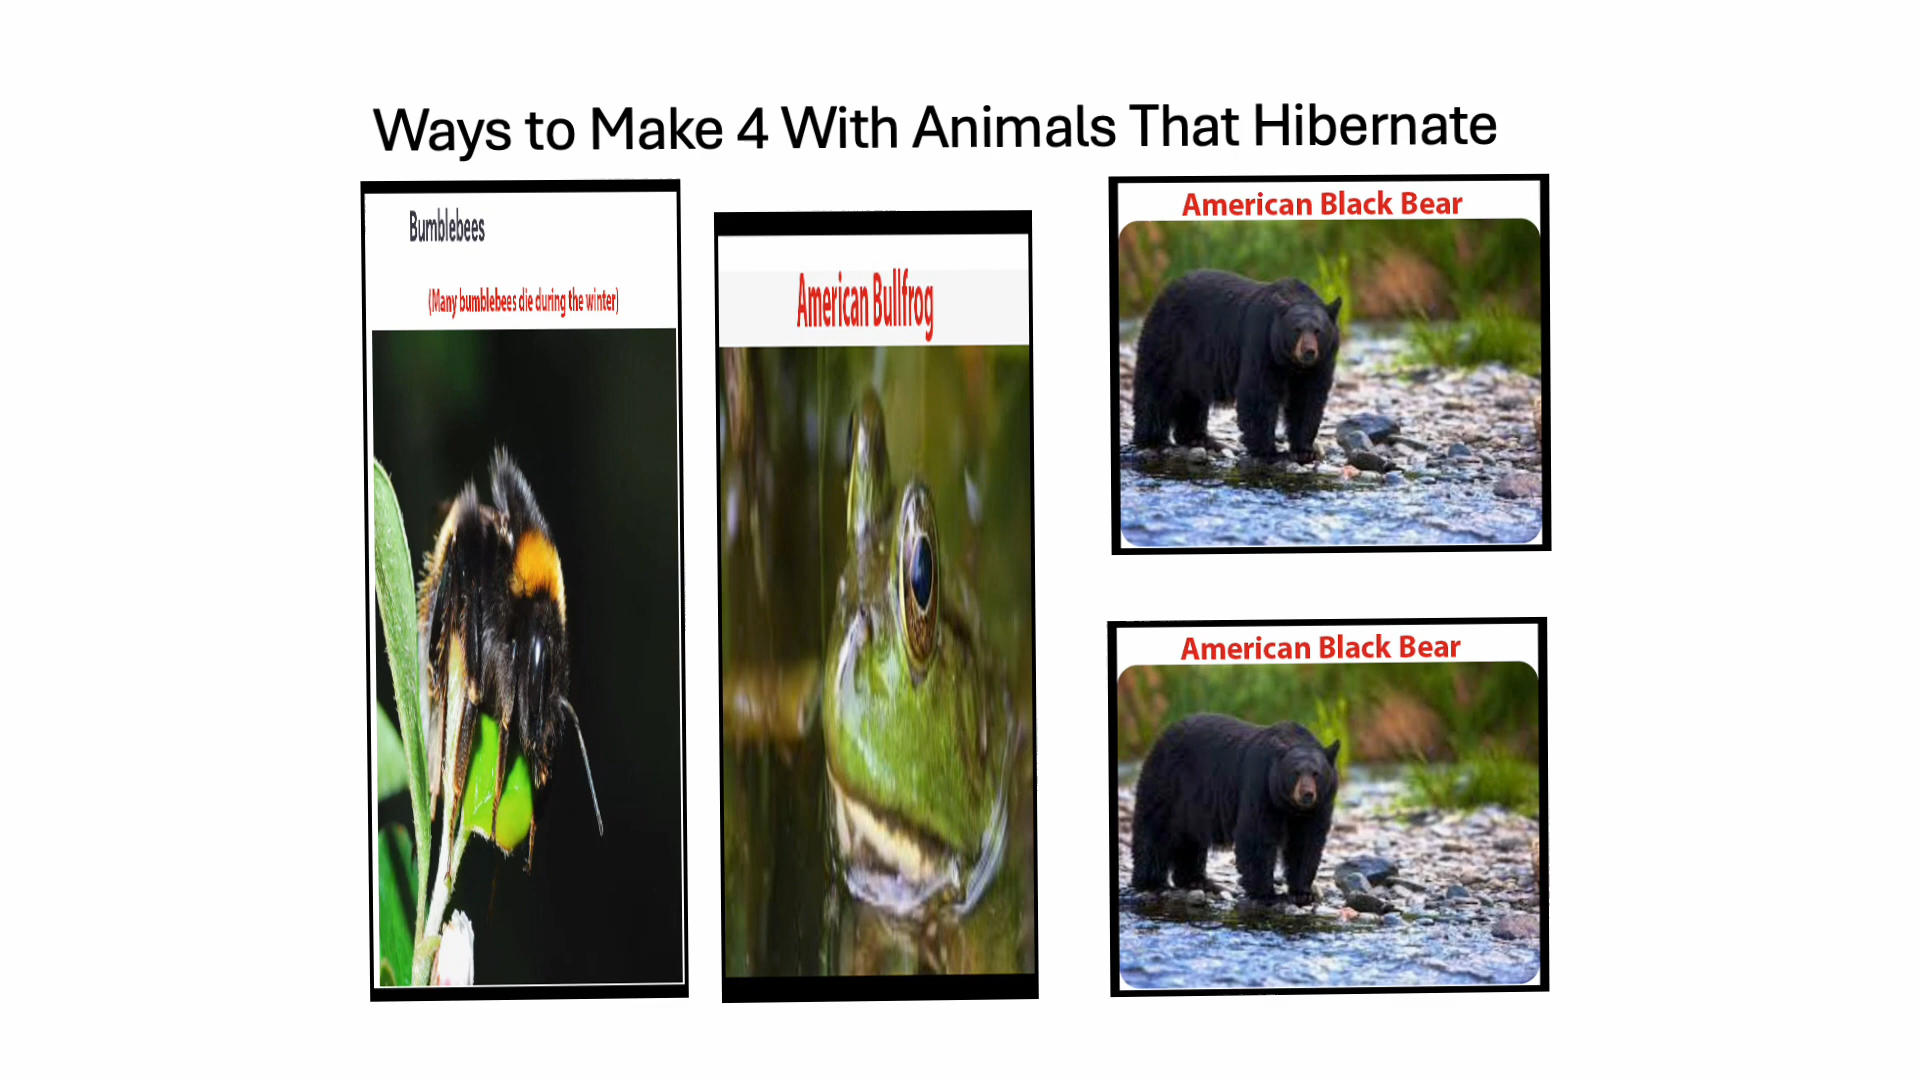 Ways to Make 4 With Animals That Hibernate
Bumblebees
(Many bumblebees die during the winter)
American Bullfrog
American Black Bear
American Black Bear